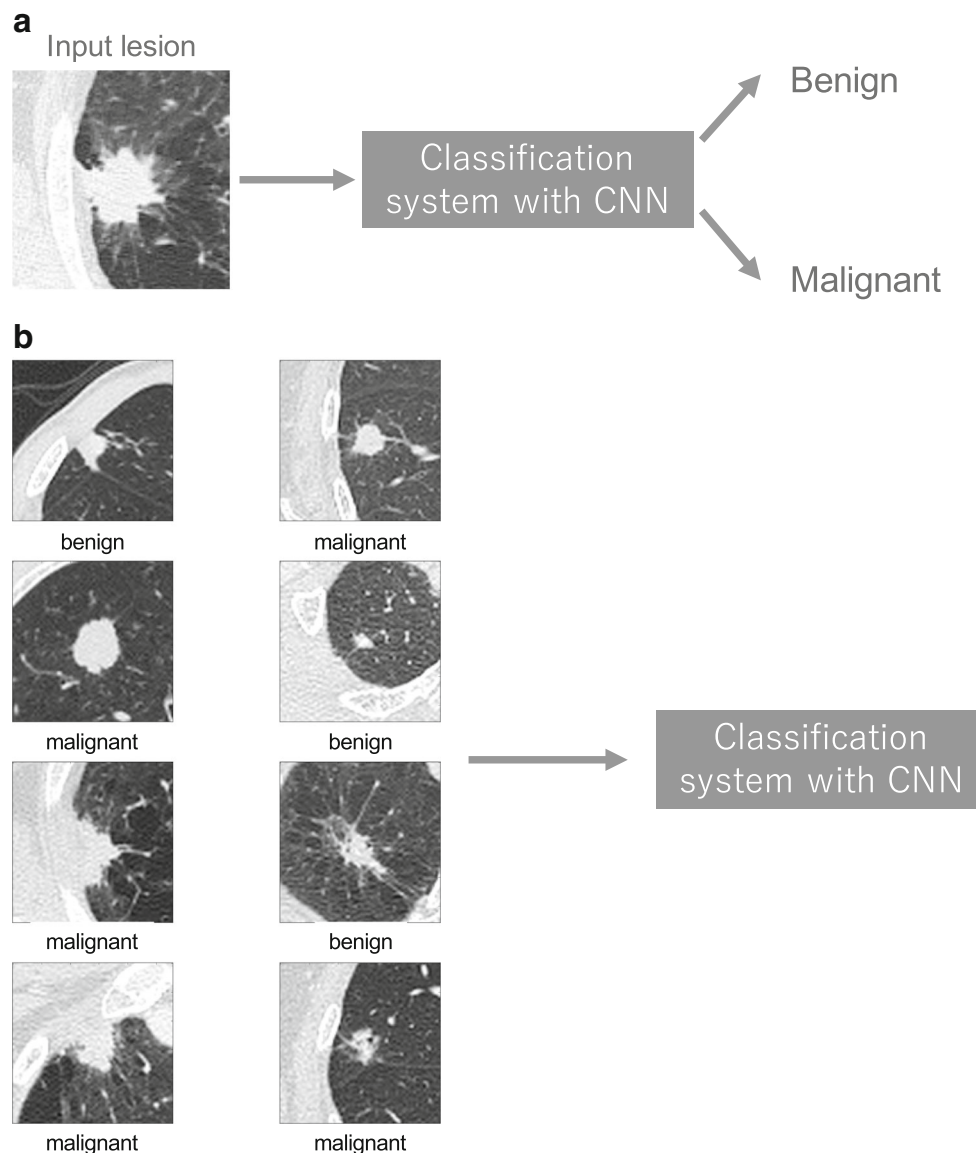 a
Input lesion
Classification
system with CNN
Benign
Malignant
b
benign
malignant
malignant
benign
Classification
system with CNN
malignant
benign
malignant
malignant